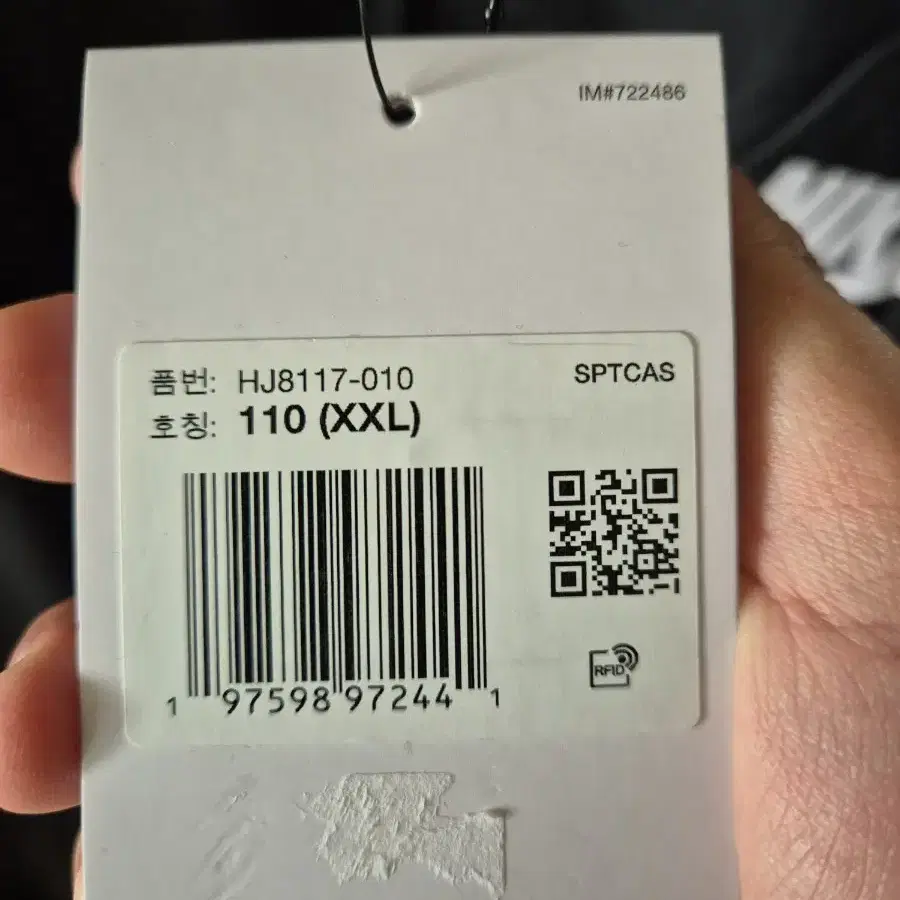 IM#722486
품번: HJ8117-010
SPTCAS
호칭: 110 (XXL)
RFID
1 97598 97244 1